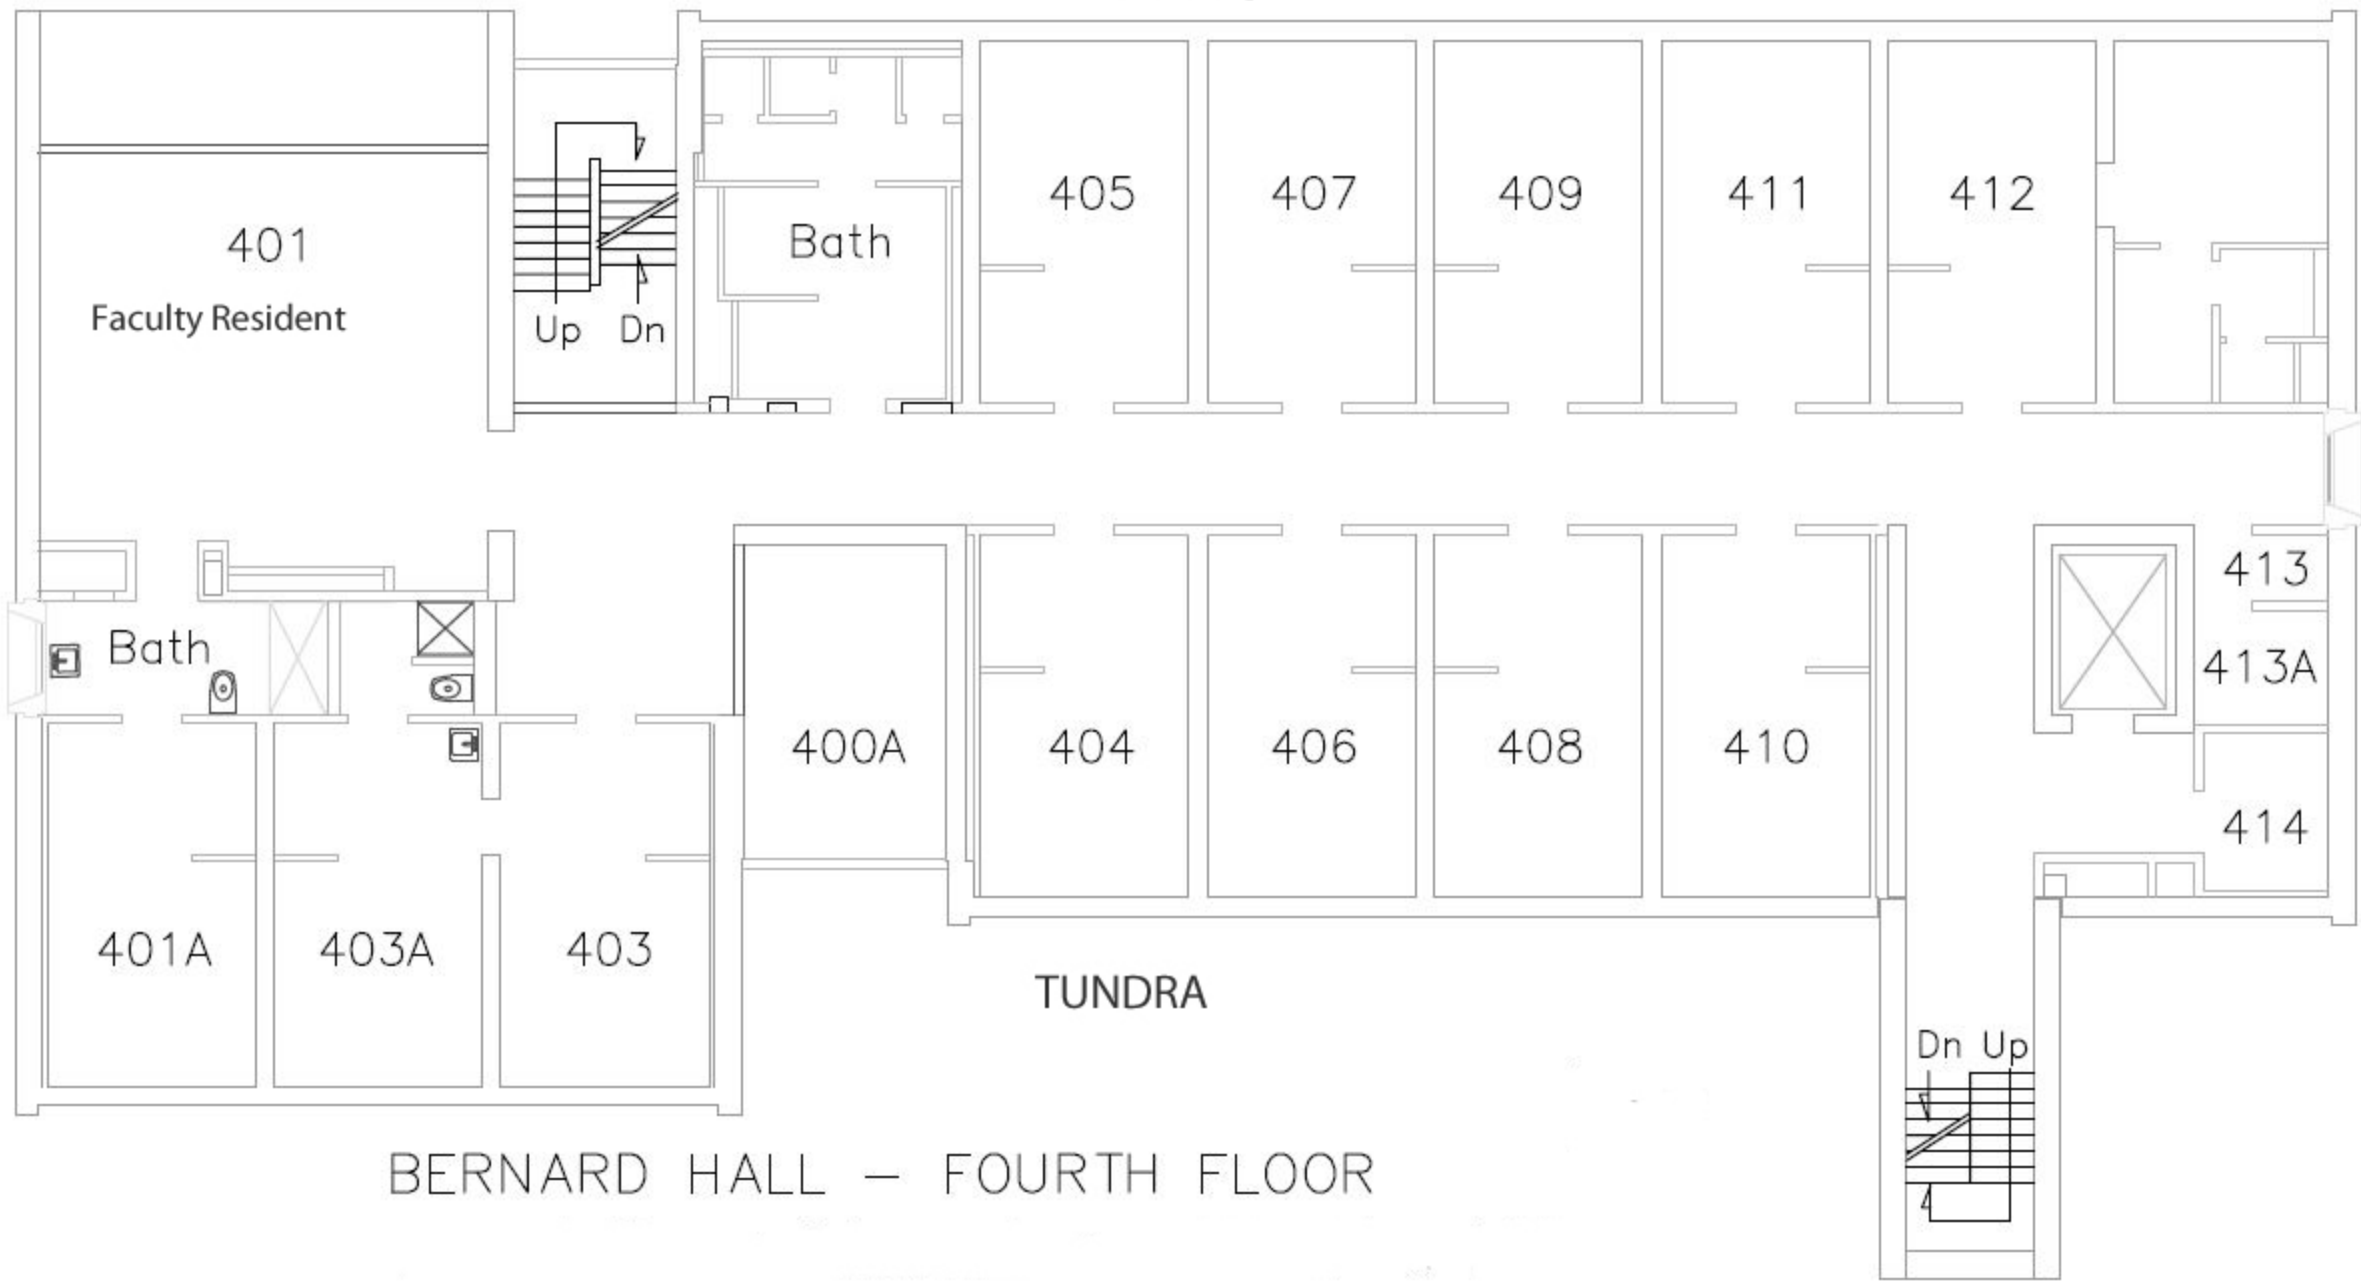 405 407 409 411 412
401 Bath
Faculty Resident
Up Dn
413
Bath 413A
400A 404 406 408 410
414
401A 403A 403
TUNDRA
Dn Up
BERNARD HALL – FOURTH FLOOR